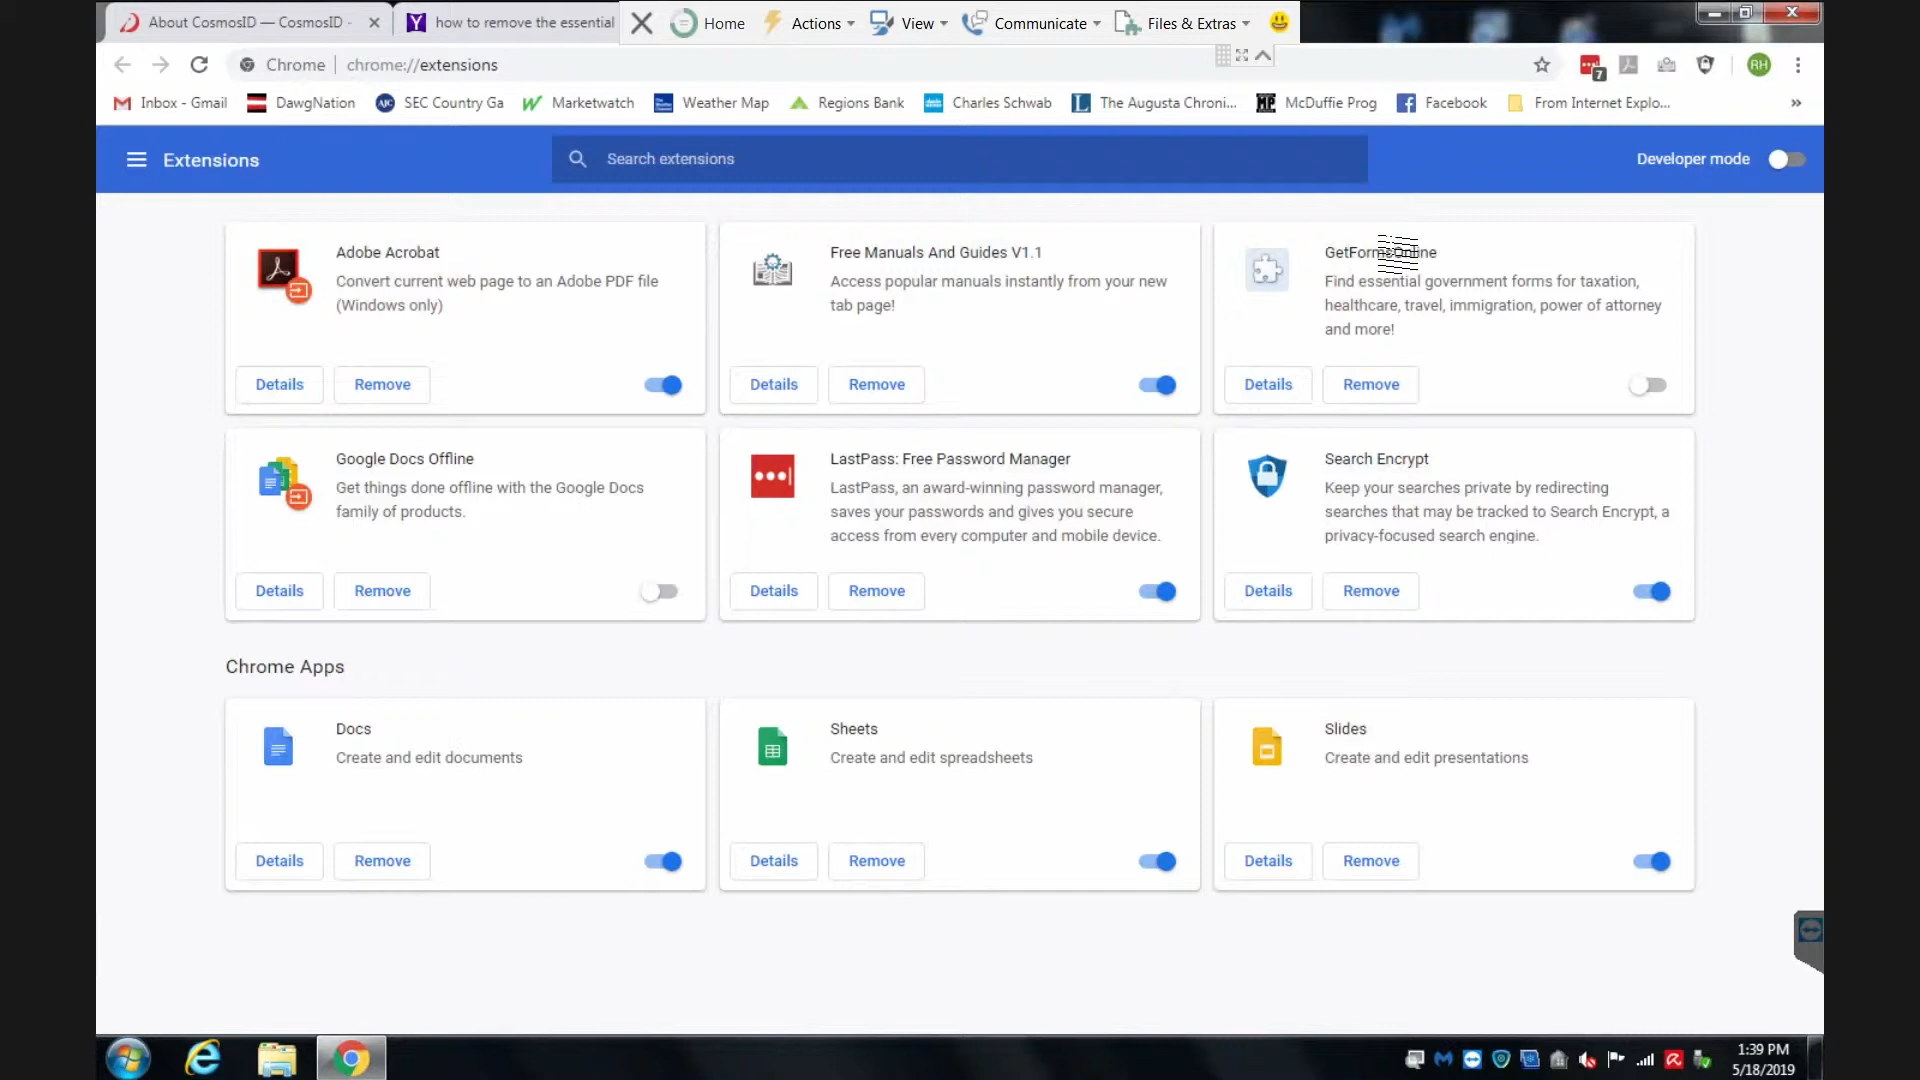 About CosmosID — CosmosID -
how to remove the essential
Home
Actions
View
Communicate
Files & Extras
Chrome
chrome://extensions
7
RH
Inbox - Gmail
DawgNation
AJC
SEC Country Ga
Marketwatch
Weather Map
Regions Bank
Charles Schwab
The Augusta Chroni...
MP
McDuffie Prog
Facebook
From Internet Explo...
»
Extensions
Search extensions
Developer mode
Adobe Acrobat
Convert current web page to an Adobe PDF file
(Windows only)
Details
Remove
Free Manuals And Guides V1.1
Access popular manuals instantly from your new
tab page!
Details
Remove
GetFormsOnline
Find essential government forms for taxation,
healthcare, travel, immigration, power of attorney
and more!
Details
Remove
Google Docs Offline
Get things done offline with the Google Docs
family of products.
Details
Remove
LastPass: Free Password Manager
LastPass, an award-winning password manager,
saves your passwords and gives you secure
access from every computer and mobile device.
Details
Remove
Search Encrypt
Keep your searches private by redirecting
searches that may be tracked to Search Encrypt, a
privacy-focused search engine.
Details
Remove
Chrome Apps
Docs
Create and edit documents
Details
Remove
Sheets
Create and edit spreadsheets
Details
Remove
Slides
Create and edit presentations
Details
Remove
1:39 PM
5/18/2019